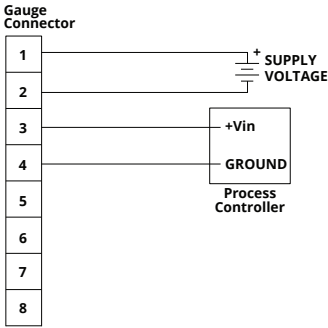 Gauge
Connector
1
+
SUPPLY
VOLTAGE
2
3
+Vin
4
GROUND
5
Process
Controller
6
7
8